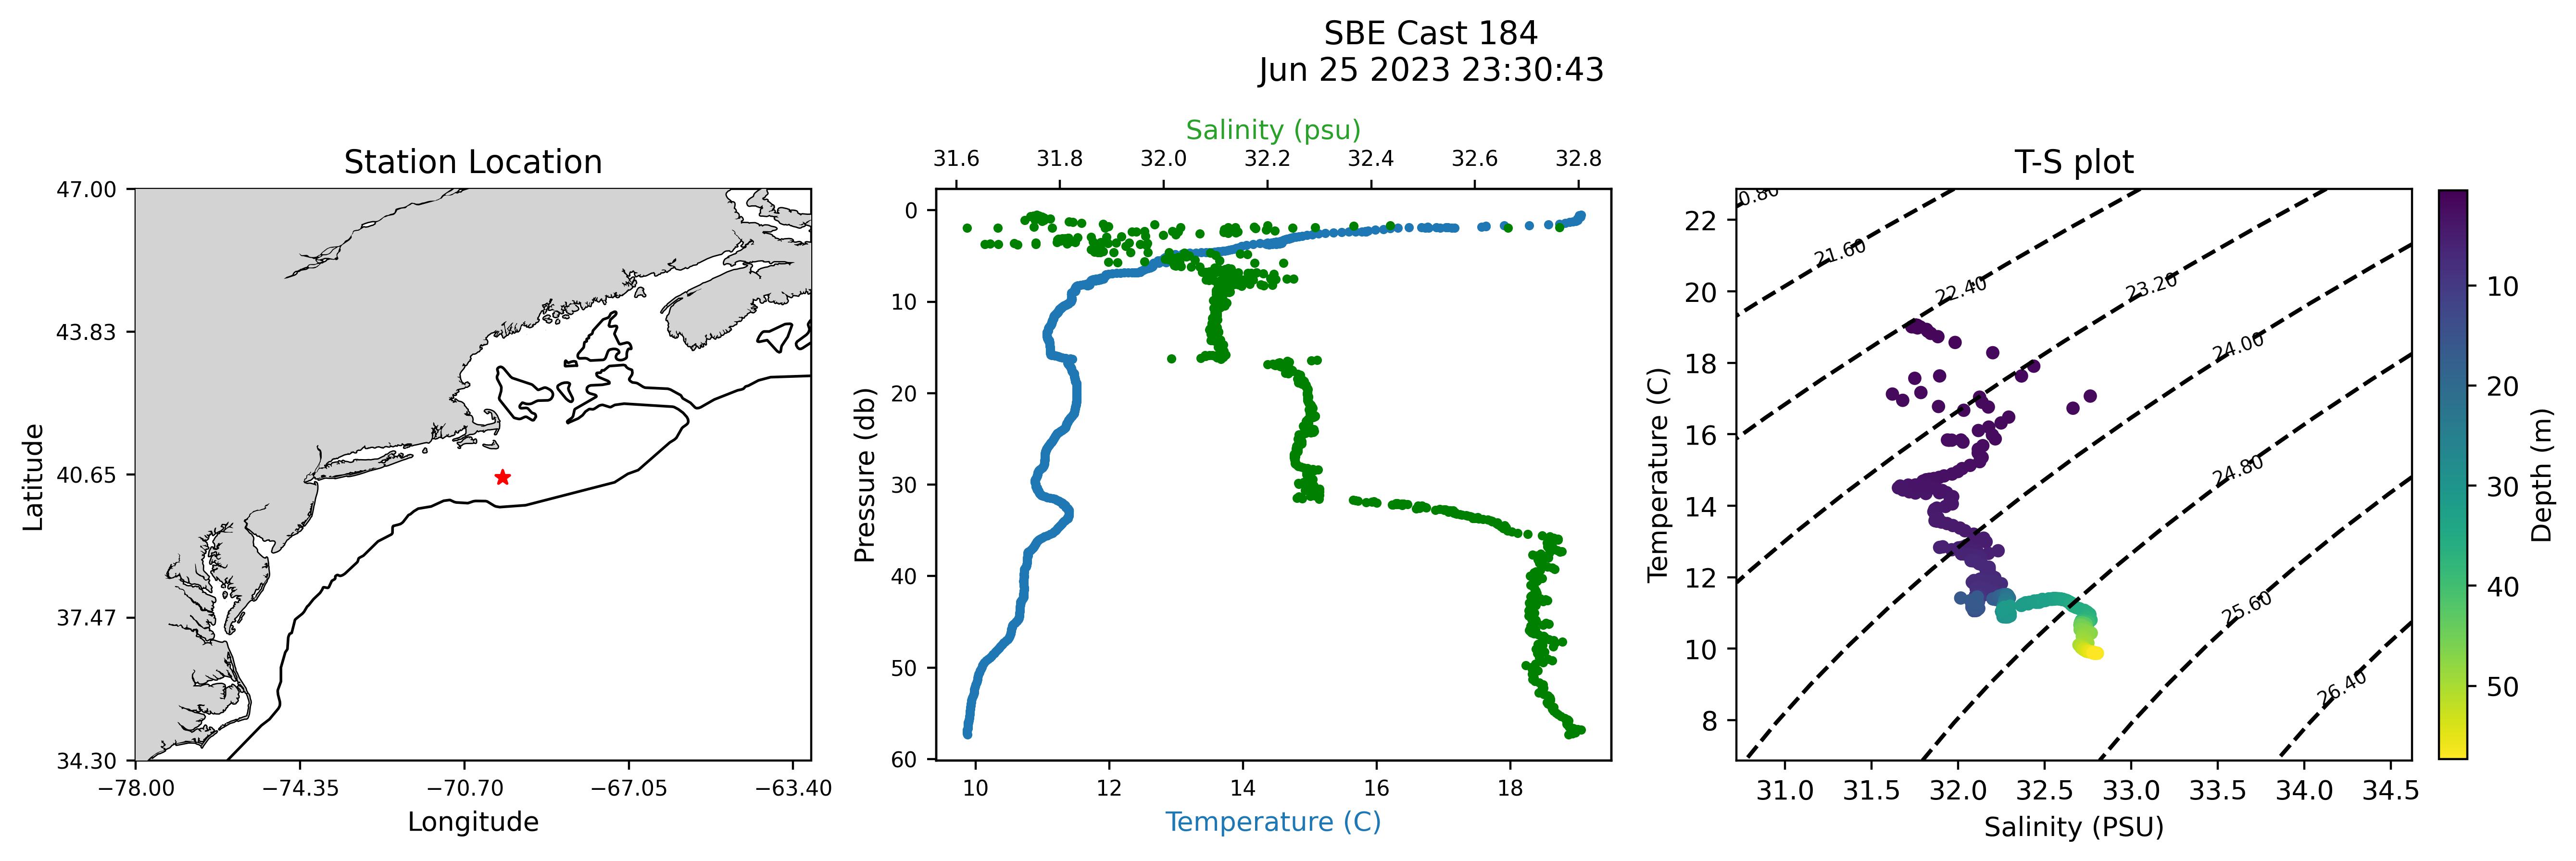 SBE Cast 184
Jun 25 2023 23:30:43
Station Location
47.00
43.83
40.65
37.47
34.30
Latitude
−78.00 −74.35 −70.70 −67.05 −63.40
Longitude
Salinity (psu)
31.6 31.8 32.0 32.2 32.4 32.6 32.8
0
10
20
30
40
50
60
Pressure (db)
10 12 14 16 18
Temperature (C)
T-S plot
22
20
18
16
14
12
10
8
Temperature (C)
0.80
21.60
22.40
23.20
24.00
24.80
25.60
26.40
31.0 31.5 32.0 32.5 33.0 33.5 34.0 34.5
Salinity (PSU)
10
20
30
40
50
Depth (m)